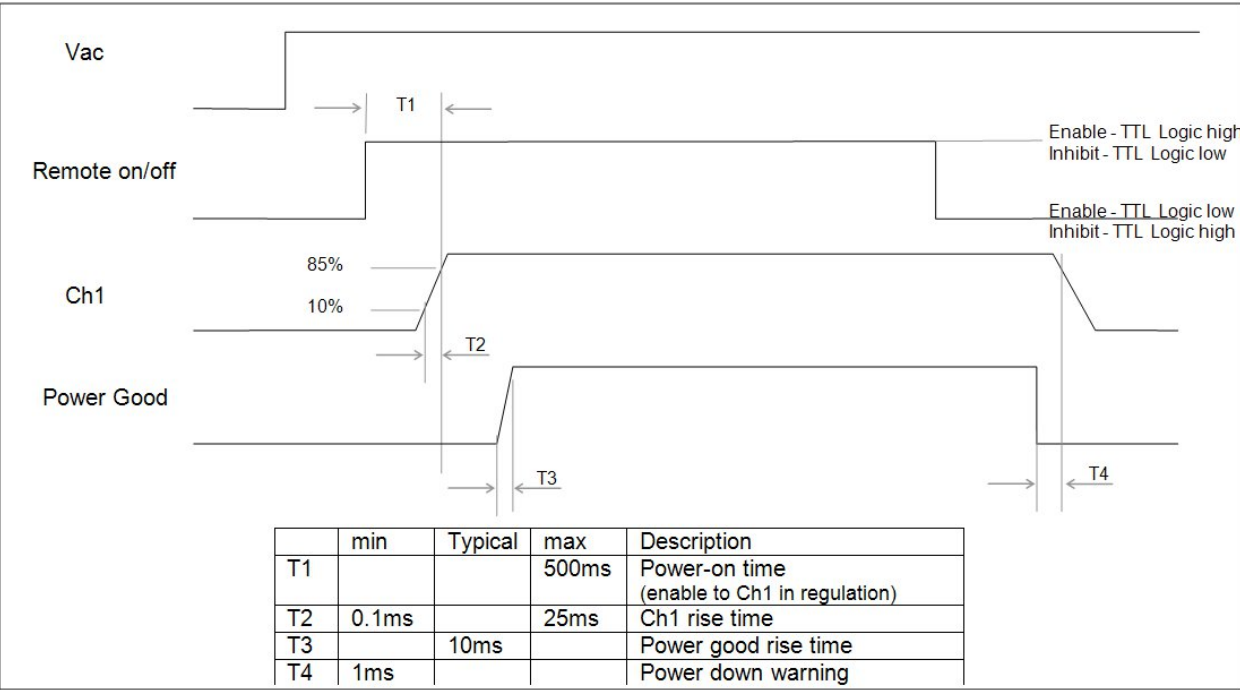 Vac
T1
Enable - TTL Logic high
Inhibit - TTL Logic low
Remote on/off
Enable - TTL Logic low
Inhibit - TTL Logic high
85%
Ch1
10%
T2
Power Good
T3
T4
min Typical max Description
T1 500ms Power-on time
(enable to Ch1 in regulation)
T2 0.1ms 25ms Ch1 rise time
T3 10ms Power good rise time
T4 1ms Power down warning